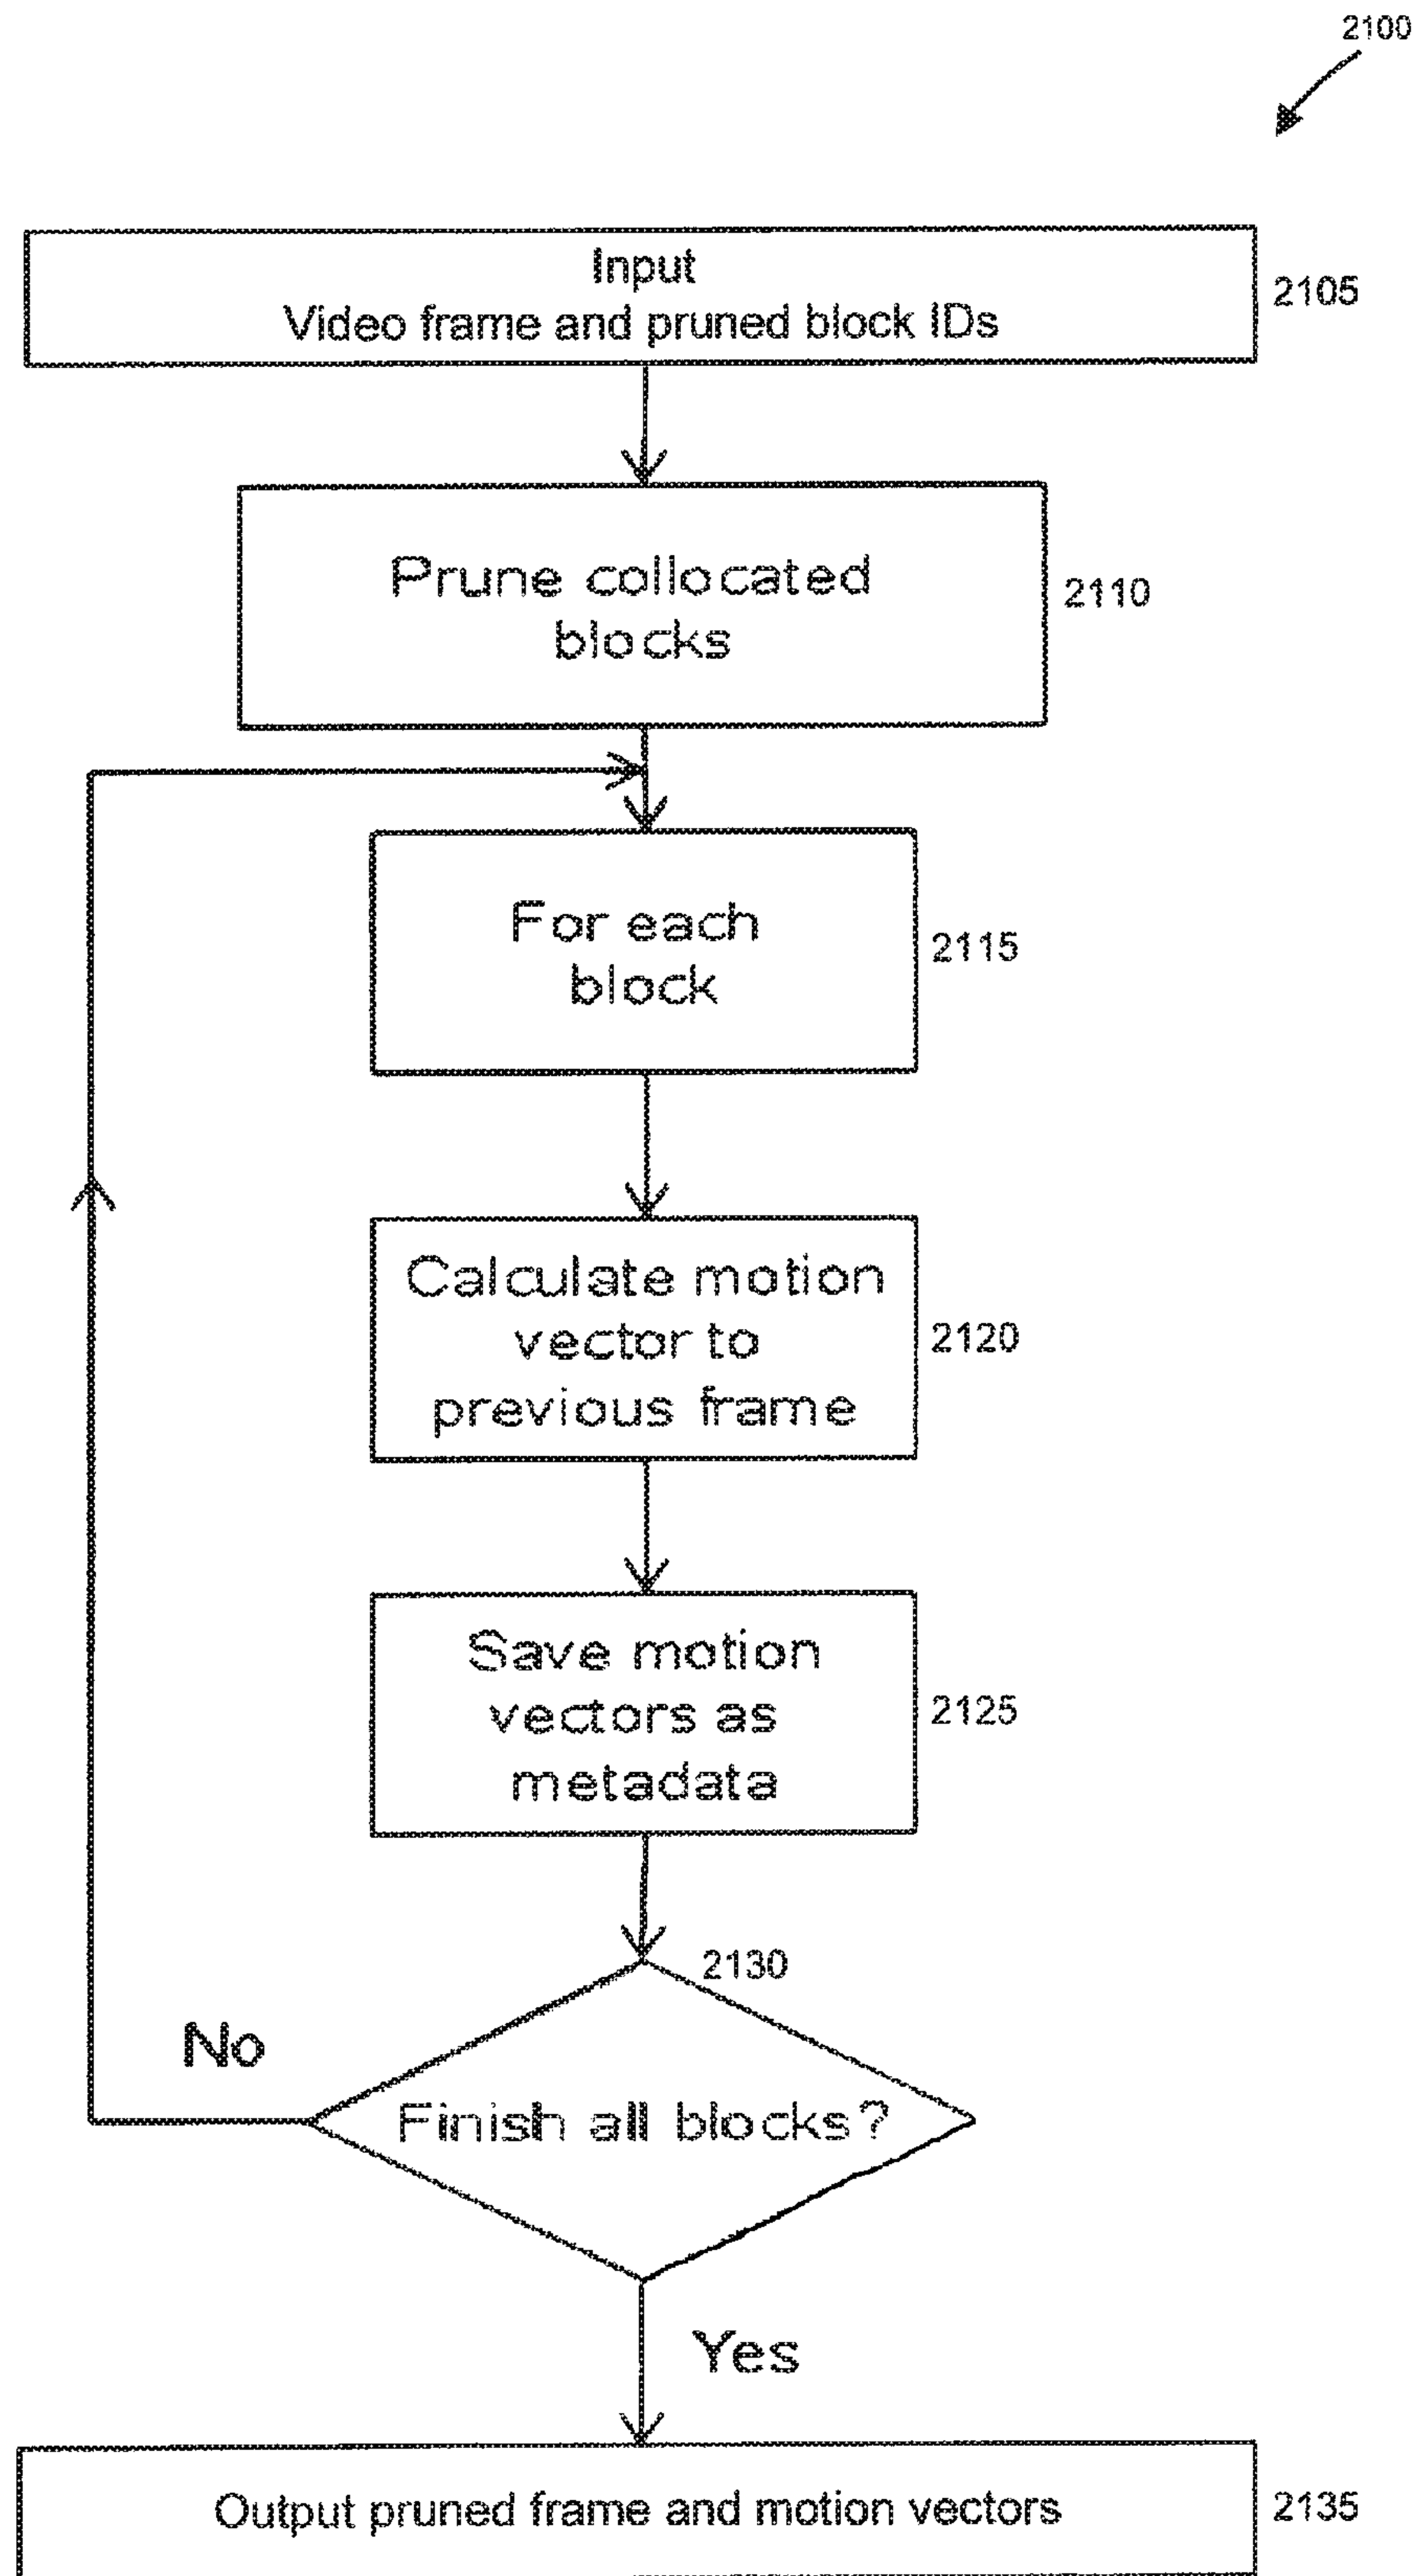 2100
Input
Video frame and pruned block IDs
2105
Prune collocated
blocks
2110
For each
block
2115
Calculate motion
vector to
previous frame
2120
Save motion
vectors as
metadata
2125
2130
No
Finish all blocks?
Yes
Output pruned frame and motion vectors
2135